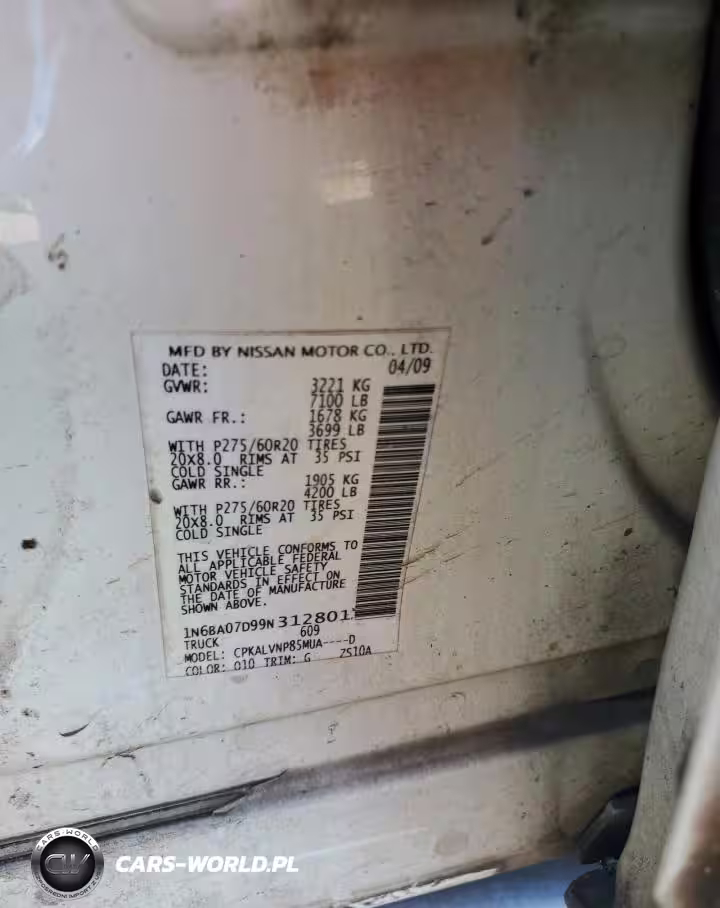 MFD BY NISSAN MOTOR CO., LTD.
DATE: 04/09
GVWR: 3221 KG
7100 LB
GAWR FR.: 1678 KG
3699 LB
WITH P275/60R20 TIRES
20X8.0 RIMS AT 35 PSI
COLD SINGLE
GAWR RR.: 1905 KG
4200 LB
WITH P275/60R20 TIRES
20X8.0 RIMS AT 35 PSI
COLD SINGLE
THIS VEHICLE CONFORMS TO
ALL APPLICABLE FEDERAL
MOTOR VEHICLE SAFETY
STANDARDS IN EFFECT ON
THE DATE OF MANUFACTURE
SHOWN ABOVE.
1N6BA07D99N
TRUCK 609
MODEL: CPKALVNP85MUA----D
COLOR: 010 TRIM: G ZS10A
CARS-WORLD
CW
CARS-WORLD.PL